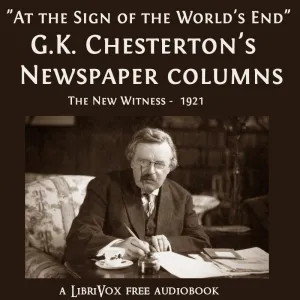 "At the Sign of the World's End"
G.K. Chesterton's
Newspaper columns
The New Witness - 1921
a LibriVox free audiobook